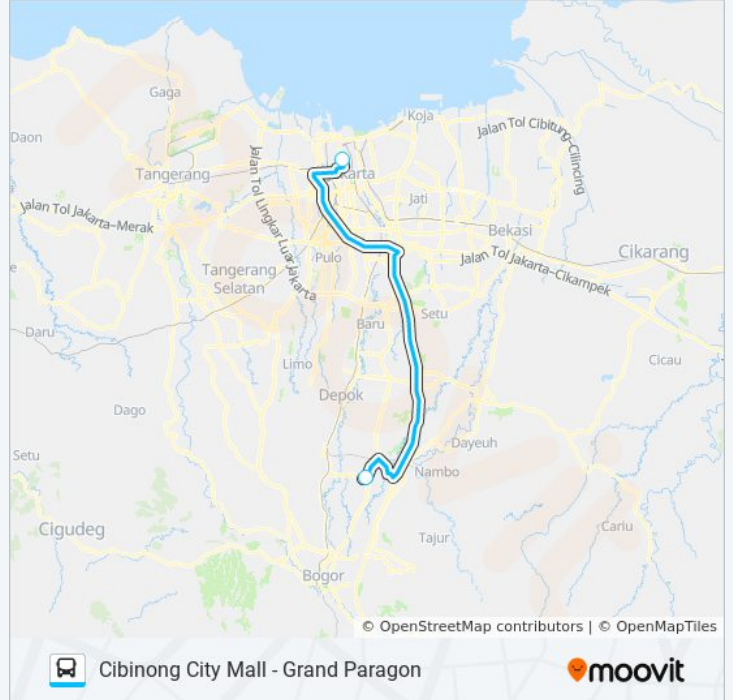 Gaga
Koja
Daon
Jalan Tol Cibitung-Cilincing
Tangerang
karta
Jati
Jalan Tol Lingkar Luar Jakarta
Jalan Tol Jakarta-Merak
Bekasi
Cikarang
Pulo
Jalan Tol Jakarta-Cikampek
Tangerang
Selatan
Setu
Baru
Daru
Limo
Cicau
Depok
Dago
Dayeuh
Setu
Nambo
Cigudeg
Cariu
Tajur
Bogor
© OpenStreetMap contributors | © OpenMapTiles
Cibinong City Mall - Grand Paragon
moovit